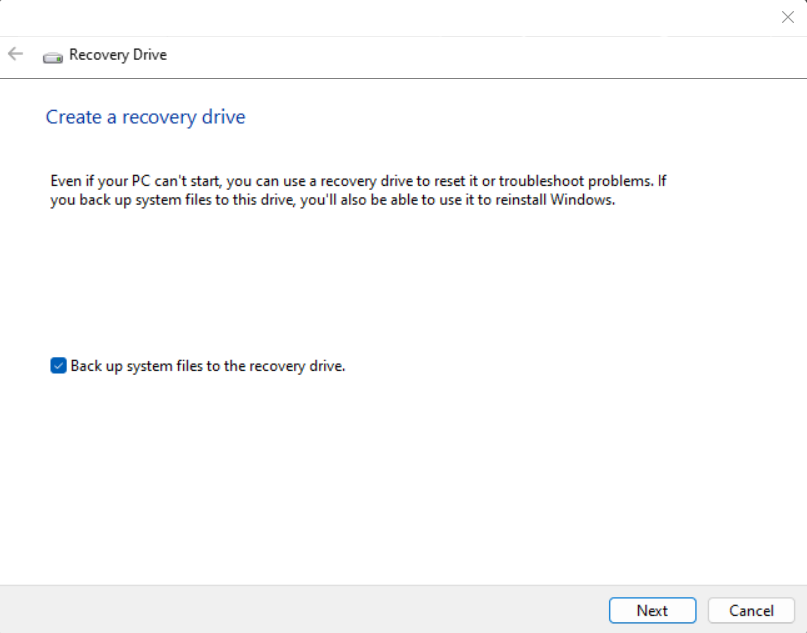 Recovery Drive
Create a recovery drive
Even if your PC can't start, you can use a recovery drive to reset it or troubleshoot problems. If
you back up system files to this drive, you'll also be able to use it to reinstall Windows.
Back up system files to the recovery drive.
Next
Cancel